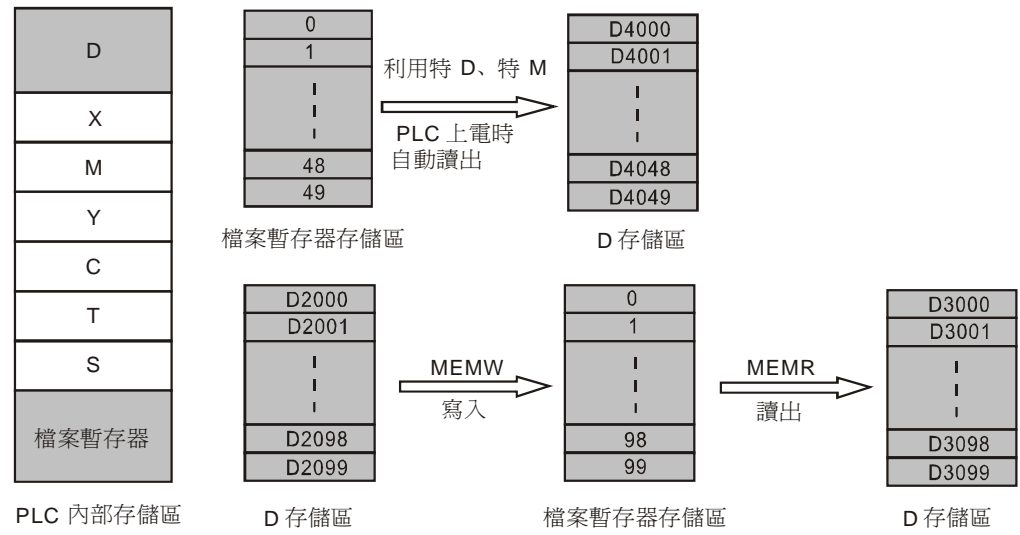 D
X
M
Y
C
T
S
檔案暫存器
PLC 內部存儲區
0
1
48
49
檔案暫存器存儲區
利用特 D、特 M
PLC 上電時
自動讀出
D4000
D4001
D4048
D4049
D 存儲區
D2000
D2001
D2098
D2099
D 存儲區
MEMW
寫入
0
1
98
99
檔案暫存器存儲區
MEMR
讀出
D3000
D3001
D3098
D3099
D 存儲區